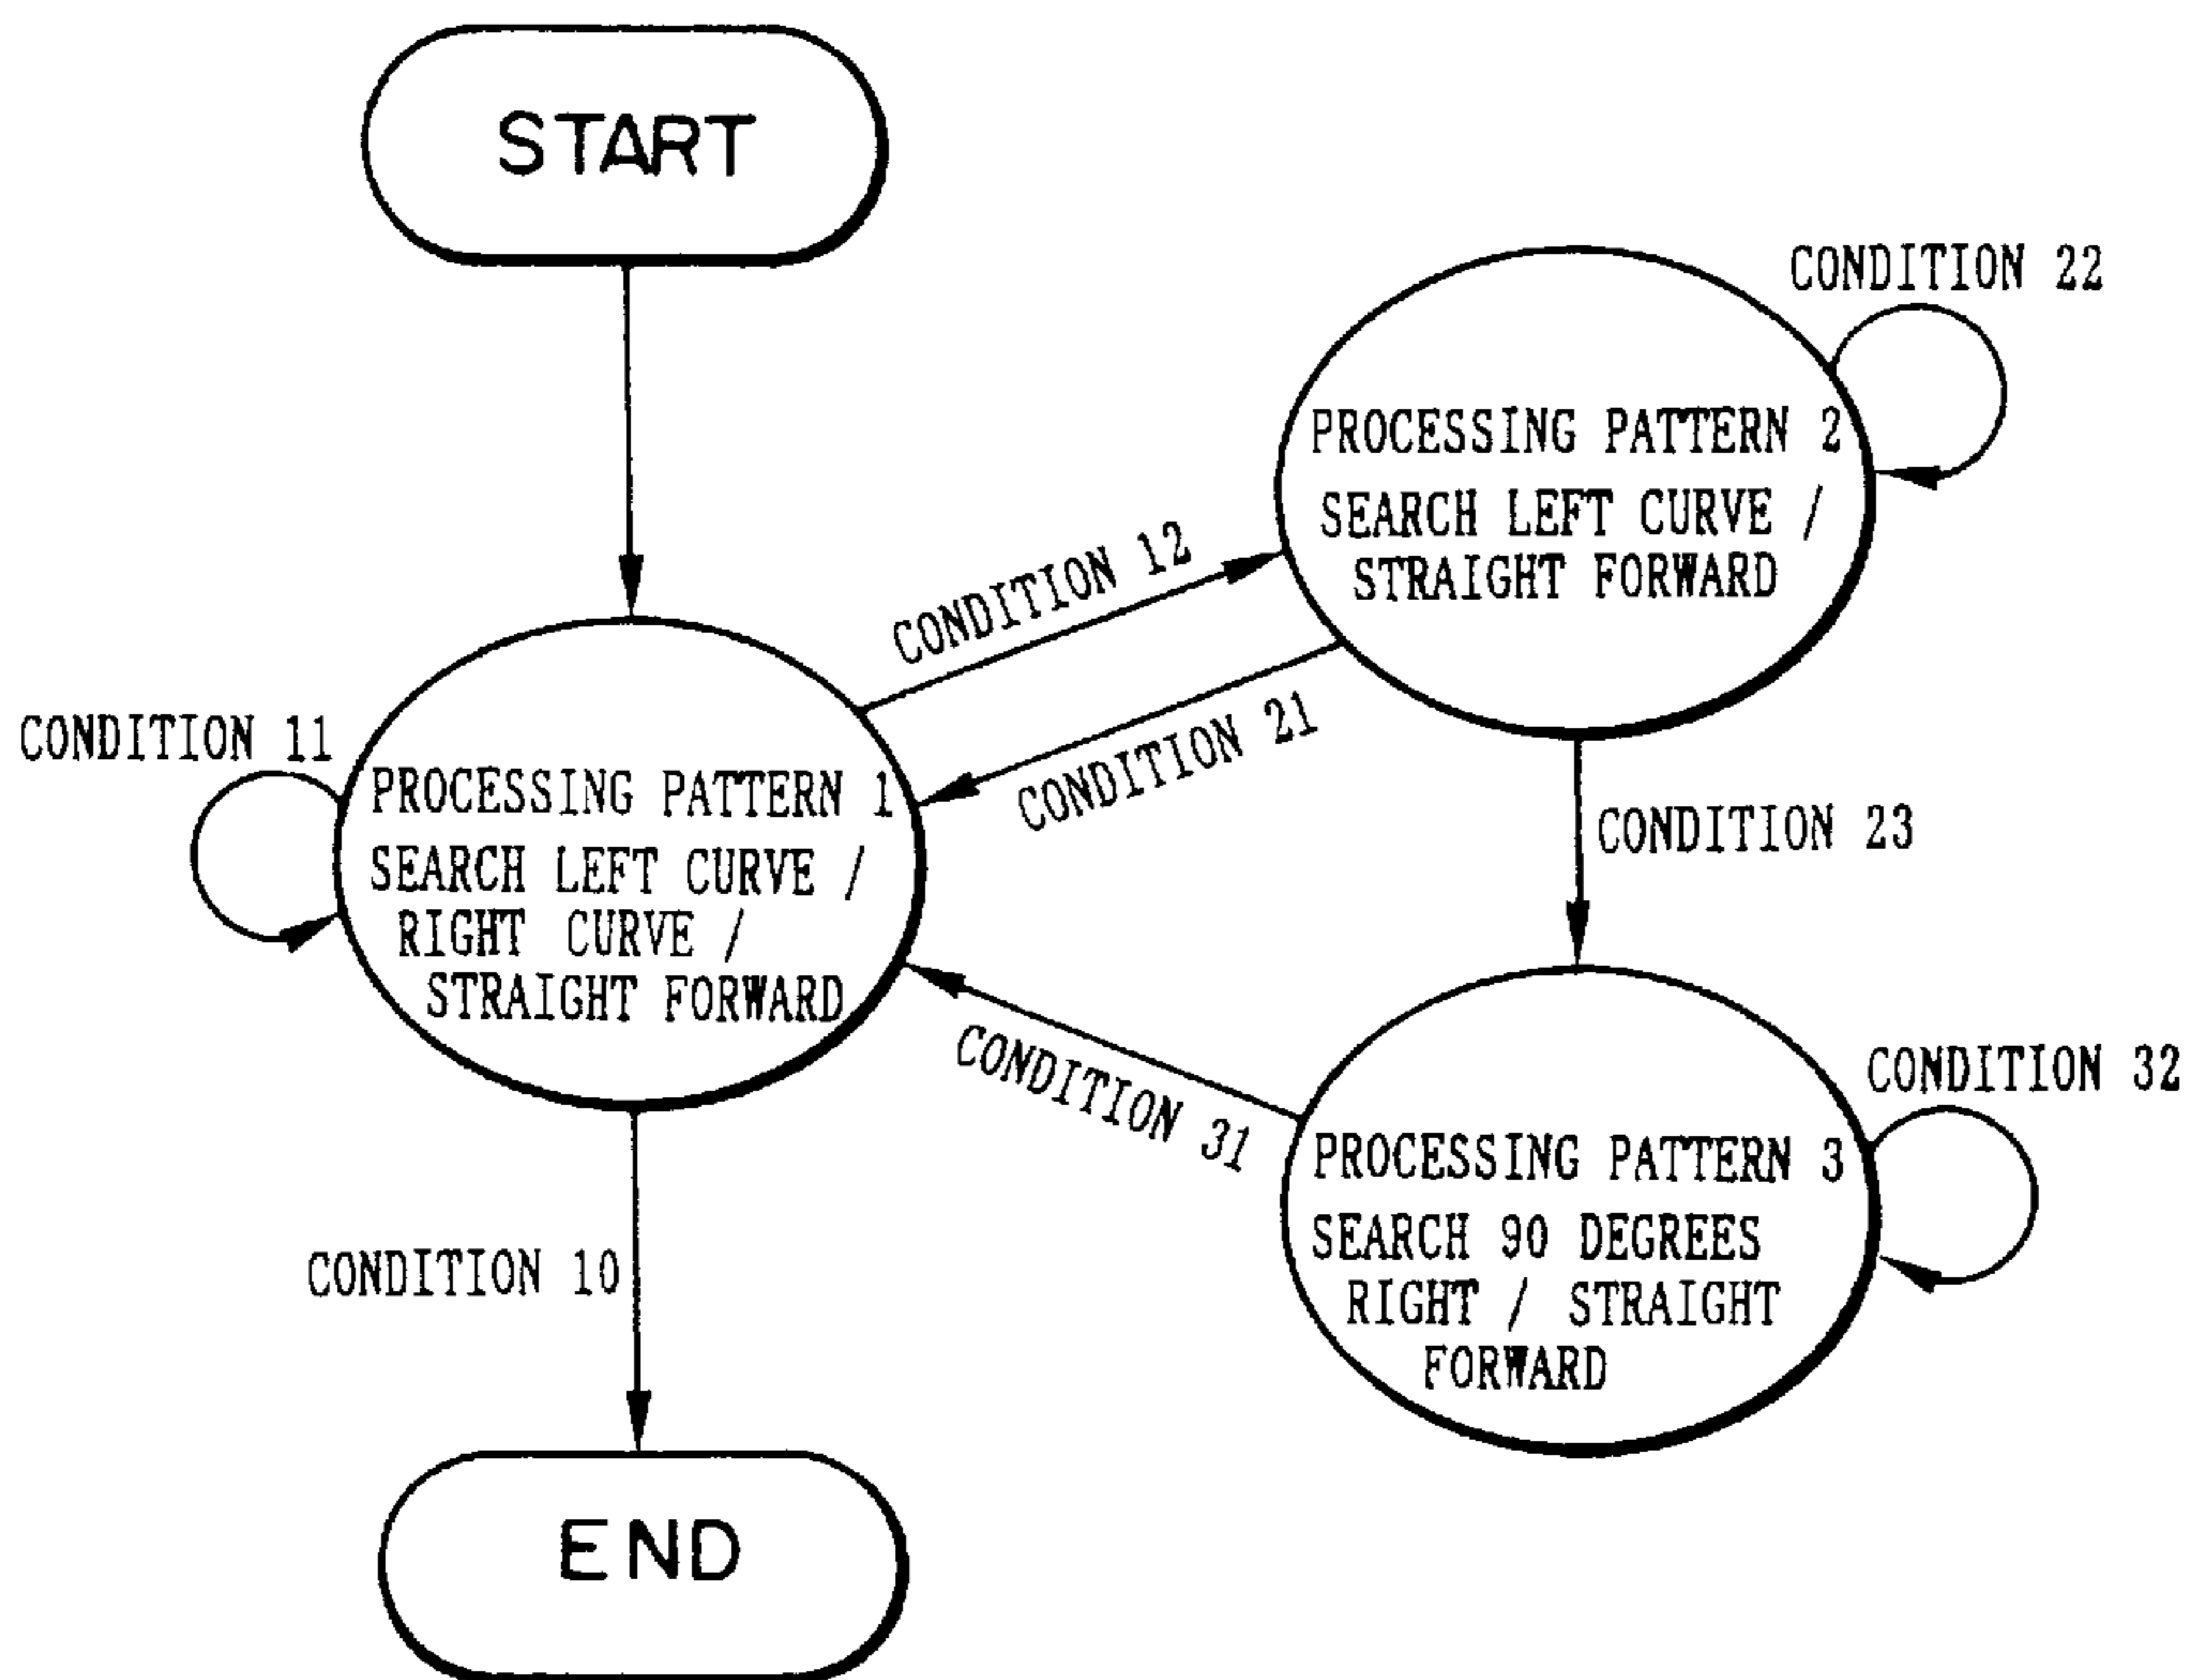 START
CONDITION 22
PROCESSING PATTERN 2
SEARCH LEFT CURVE /
STRAIGHT FORWARD
CONDITION 12
CONDITION 21
CONDITION 11
PROCESSING PATTERN 1
SEARCH LEFT CURVE /
RIGHT CURVE /
STRAIGHT FORWARD
CONDITION 23
CONDITION 31
CONDITION 32
PROCESSING PATTERN 3
SEARCH 90 DEGREES
RIGHT / STRAIGHT
FORWARD
CONDITION 10
END